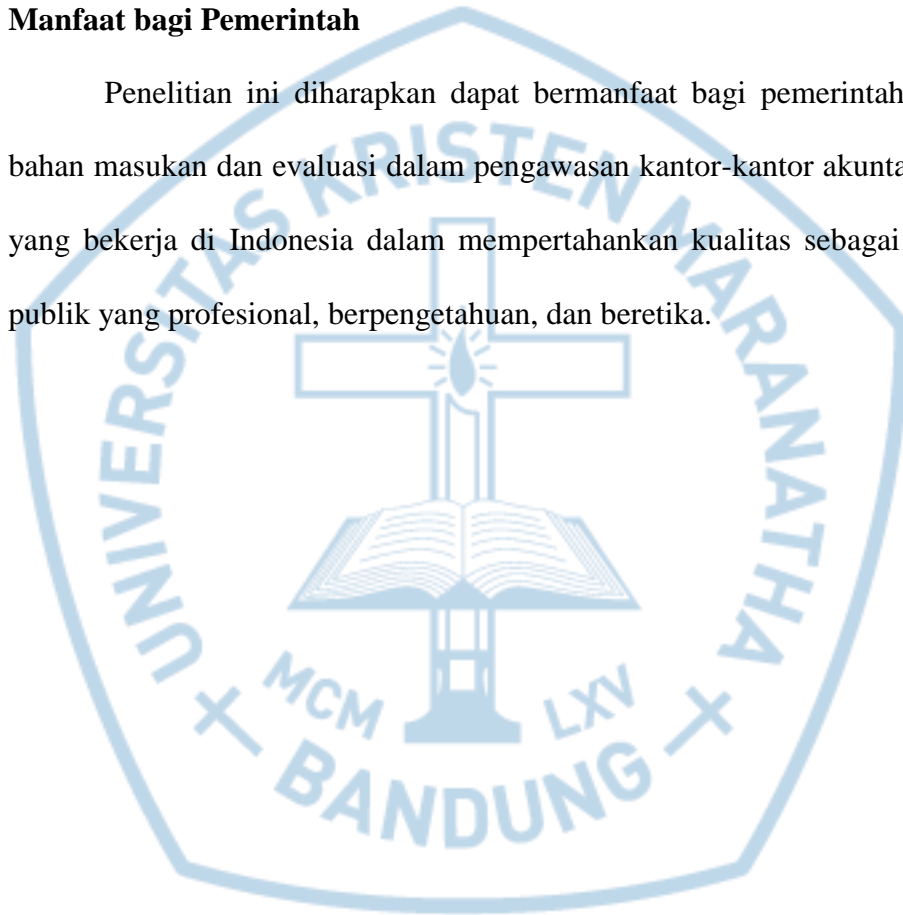 Manfaat bagi Pemerintah
Penelitian ini diharapkan dapat bermanfaat bagi pemerintah
bahan masukan dan evaluasi dalam pengawasan kantor-kantor akunta
yang bekerja di Indonesia dalam mempertahankan kualitas sebagai
publik yang profesional, berpengetahuan, dan beretika.
UNIVERSITAS KRISTEN MARANATHA
MCM LXV
BANDUNG